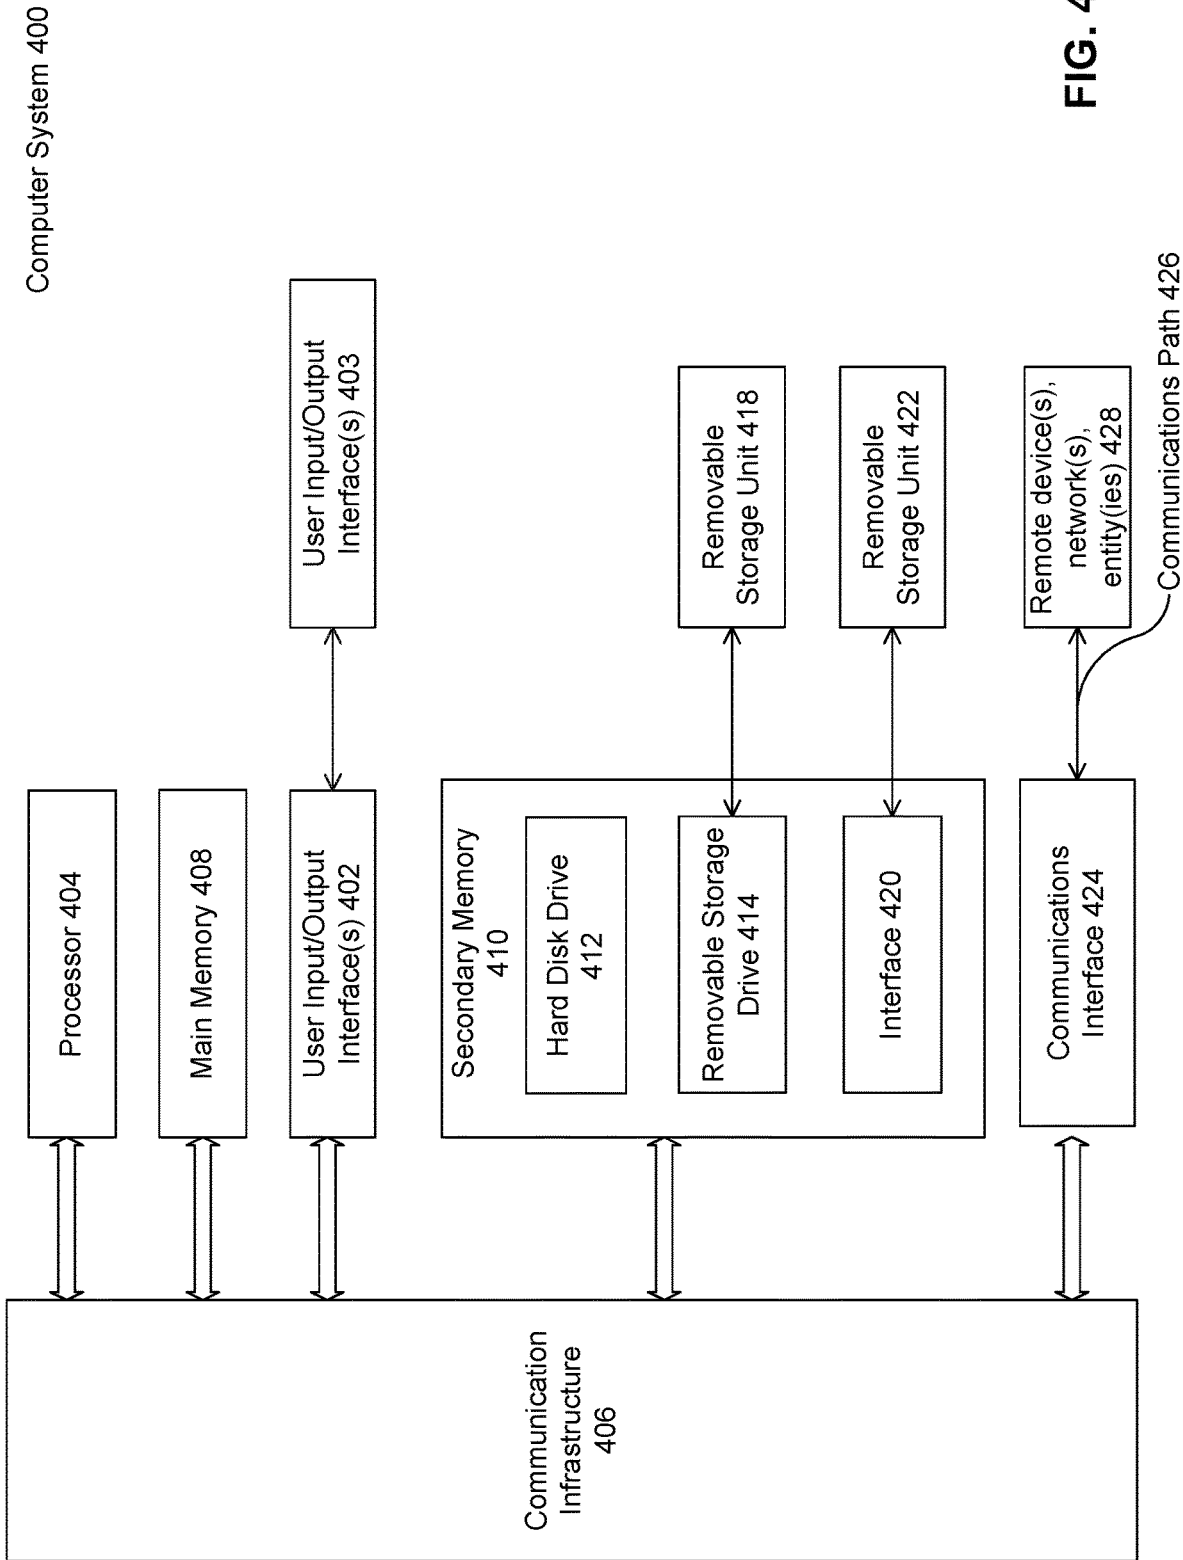 Computer System 400
Communication
Infrastructure
406
Processor 404
Main Memory 408
User Input/Output
Interface(s) 402
User Input/Output
Interface(s) 403
Secondary Memory
410
Hard Disk Drive
412
Removable Storage
Drive 414
Removable
Storage Unit 418
Interface 420
Removable
Storage Unit 422
Communications
Interface 424
Remote device(s),
network(s),
entity(ies) 428
Communications Path 426
FIG. 4